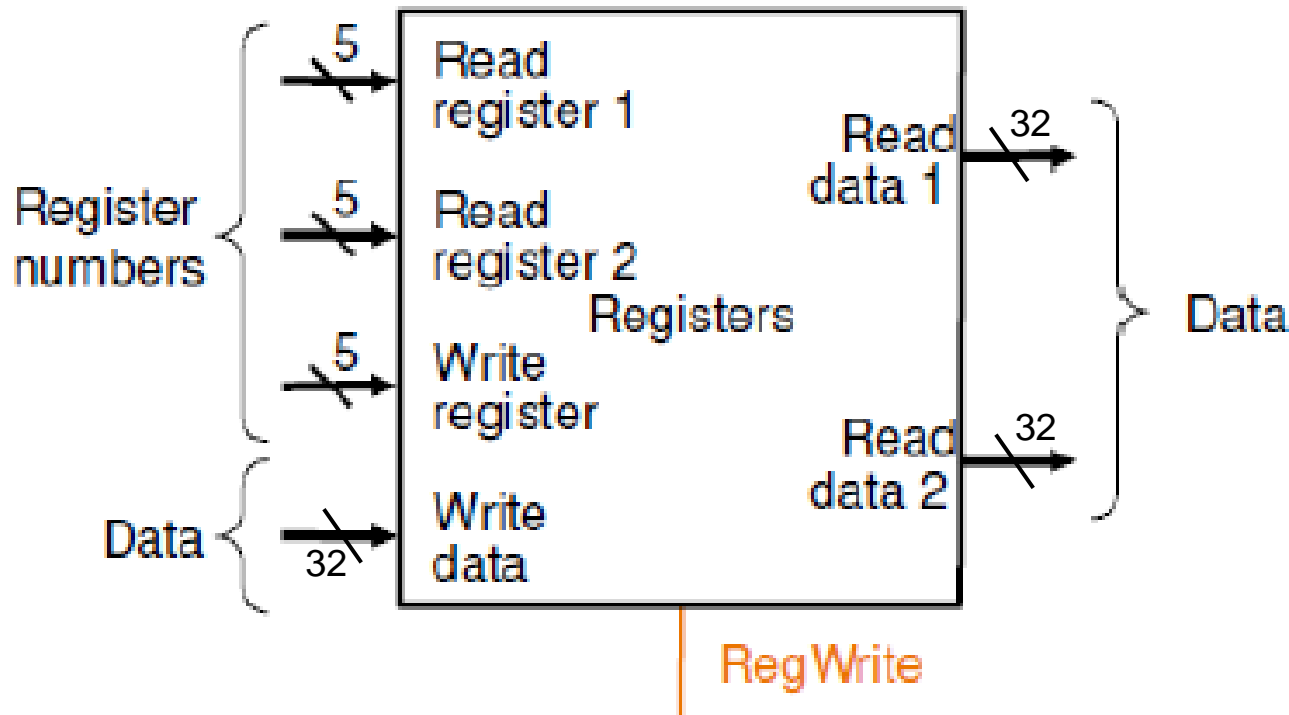 Register
numbers
Data
5
5
5
32
Read
register 1
Read
register 2
Registers
Write
register
Write
data
Read
data 1
Read
data 2
32
32
Data
RegWrite